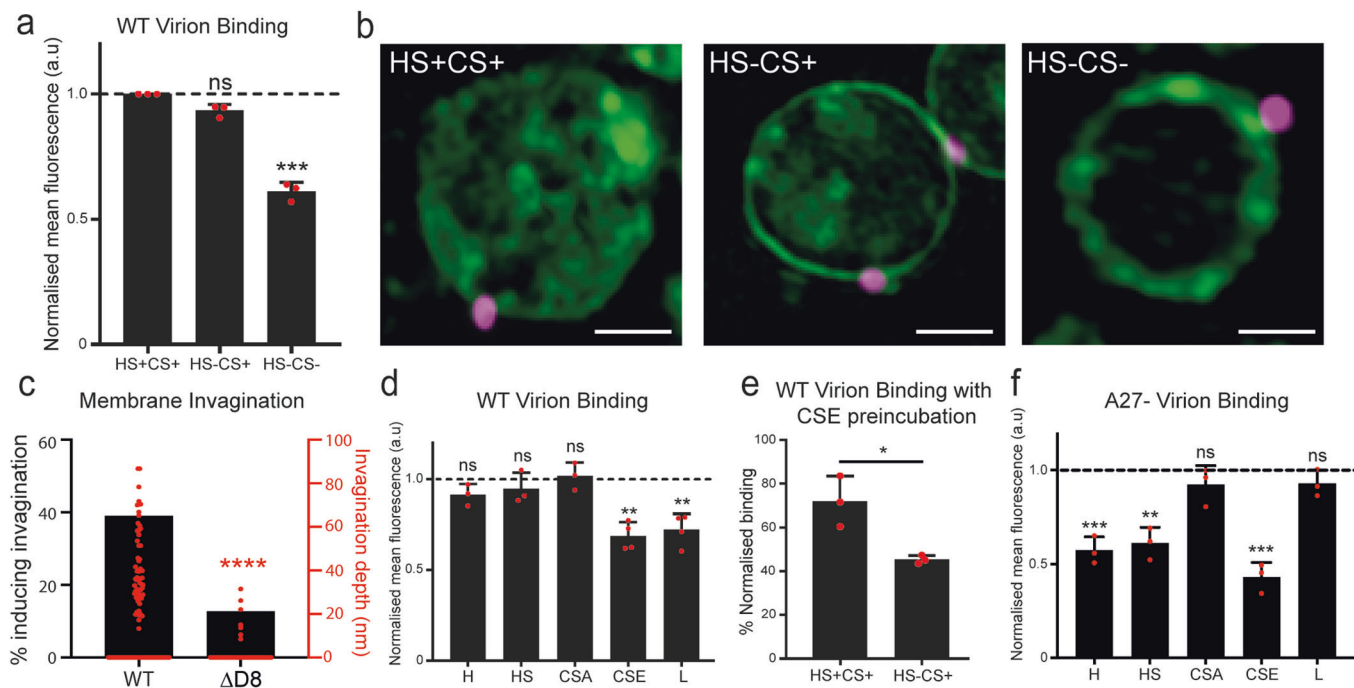 a
WT Virion Binding
Normalised mean fluorescence (a.u)
1.0
0.5
0
ns
***
HS+CS+
HS-CS+
HS-CS-
b
HS+CS+
HS-CS+
HS-CS-
c
Membrane Invagination
% inducing invagination
60
40
20
0
****
WT
ΔD8
100
80
60
40
20
0
Invagination depth (nm)
d
WT Virion Binding
Normalised mean fluorescence (a.u)
1.0
0.5
0
ns
ns
ns
**
**
H
HS
CSA
CSE
L
e
WT Virion Binding with
CSE preincubation
% Normalised binding
100
80
60
40
20
0
*
HS+CS+
HS-CS+
f
A27- Virion Binding
Normalised mean fluorescence (a.u)
1.0
0.5
0
***
**
ns
***
ns
H
HS
CSA
CSE
L